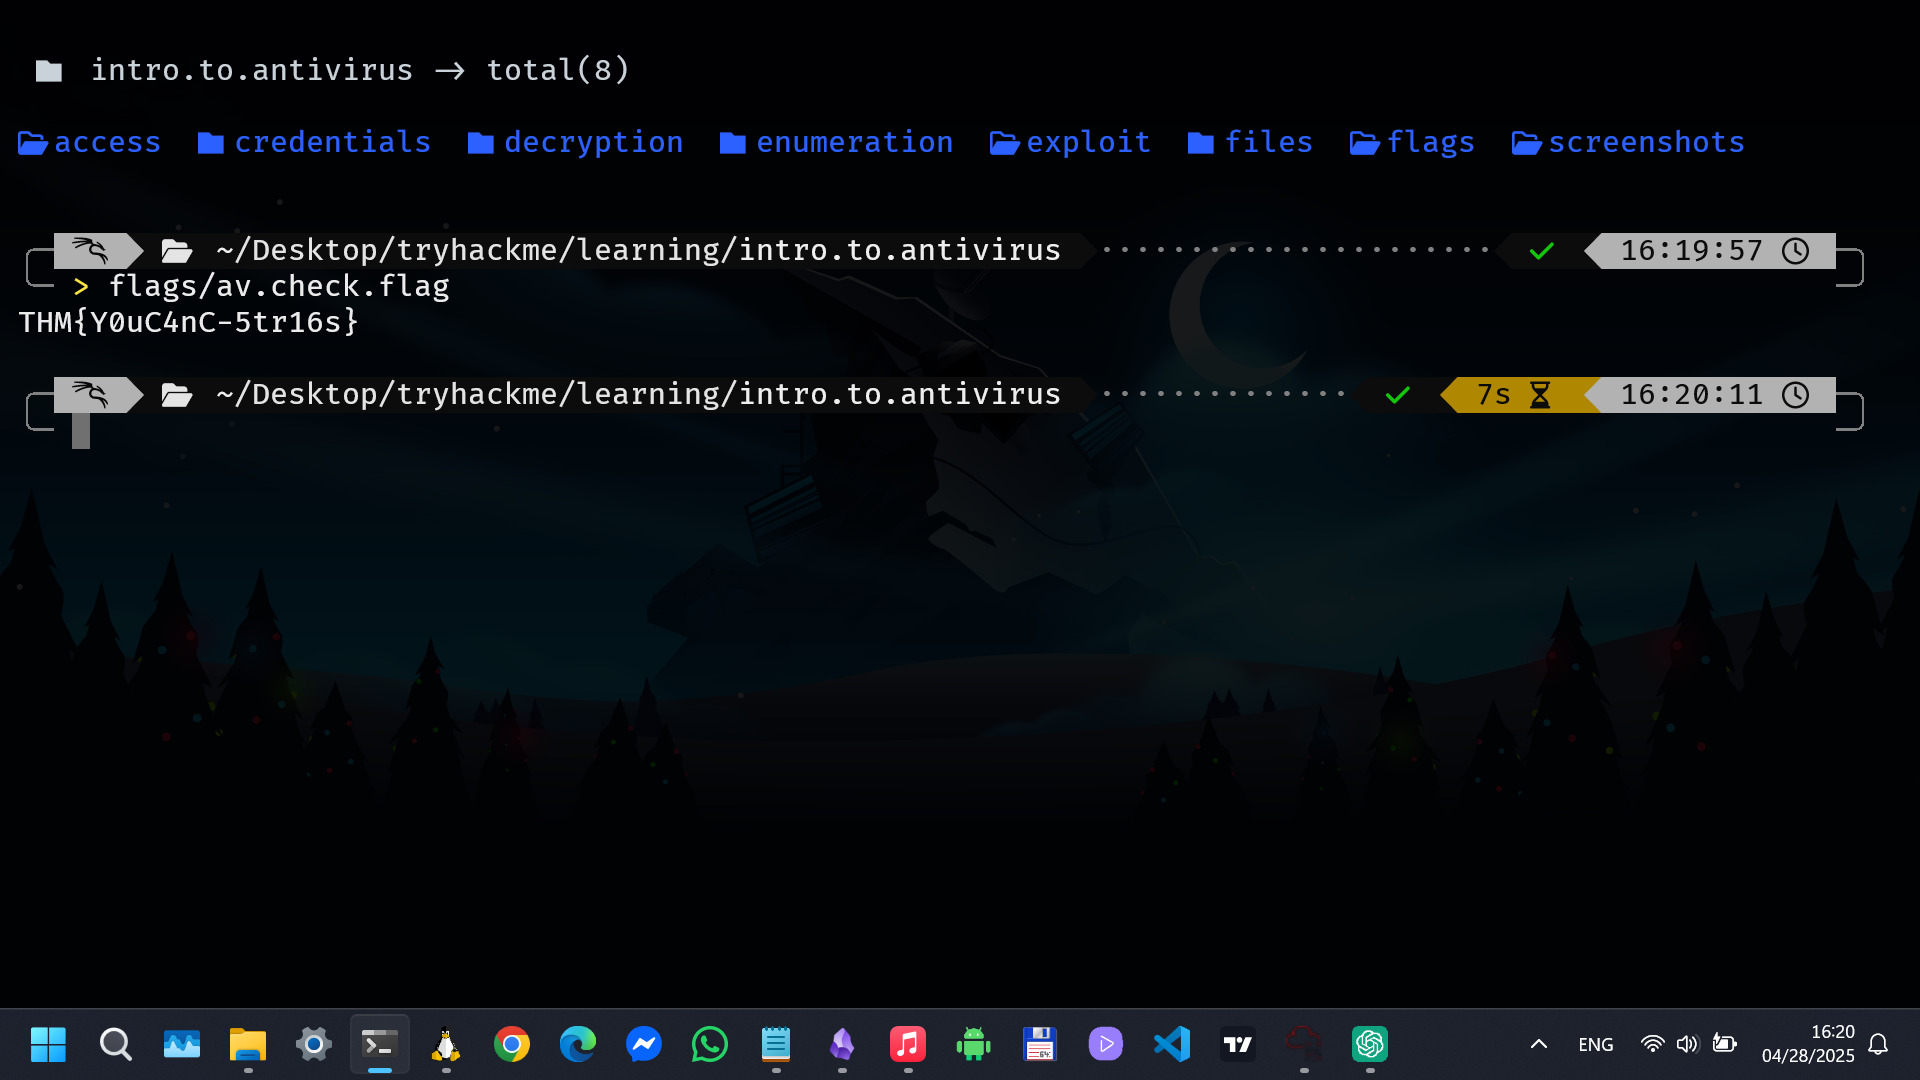 intro.to.antivirus → total(8)
access credentials decryption enumeration exploit files flags screenshots
~/Desktop/tryhackme/learning/intro.to.antivirus 16:19:57
> flags/av.check.flag
THM{Y0uC4nC-5tr16s}
~/Desktop/tryhackme/learning/intro.to.antivirus 7s 16:20:11
ENG 16:20
04/28/2025